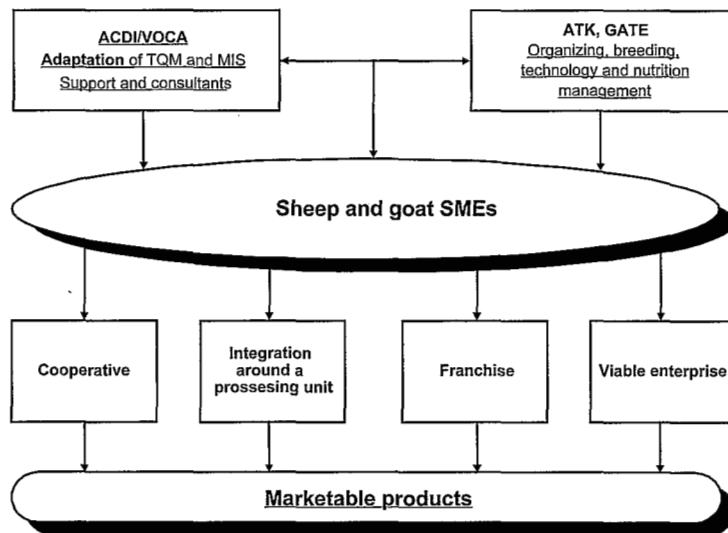 ACDI/VOCA
Adaptation of TQM and MIS
Support and consultants
ATK, GATE
Organizing, breeding,
technology and nutrition
management
Sheep and goat SMEs
Cooperative
Integration
around a
prossesing unit
Franchise
Viable enterprise
Marketable products